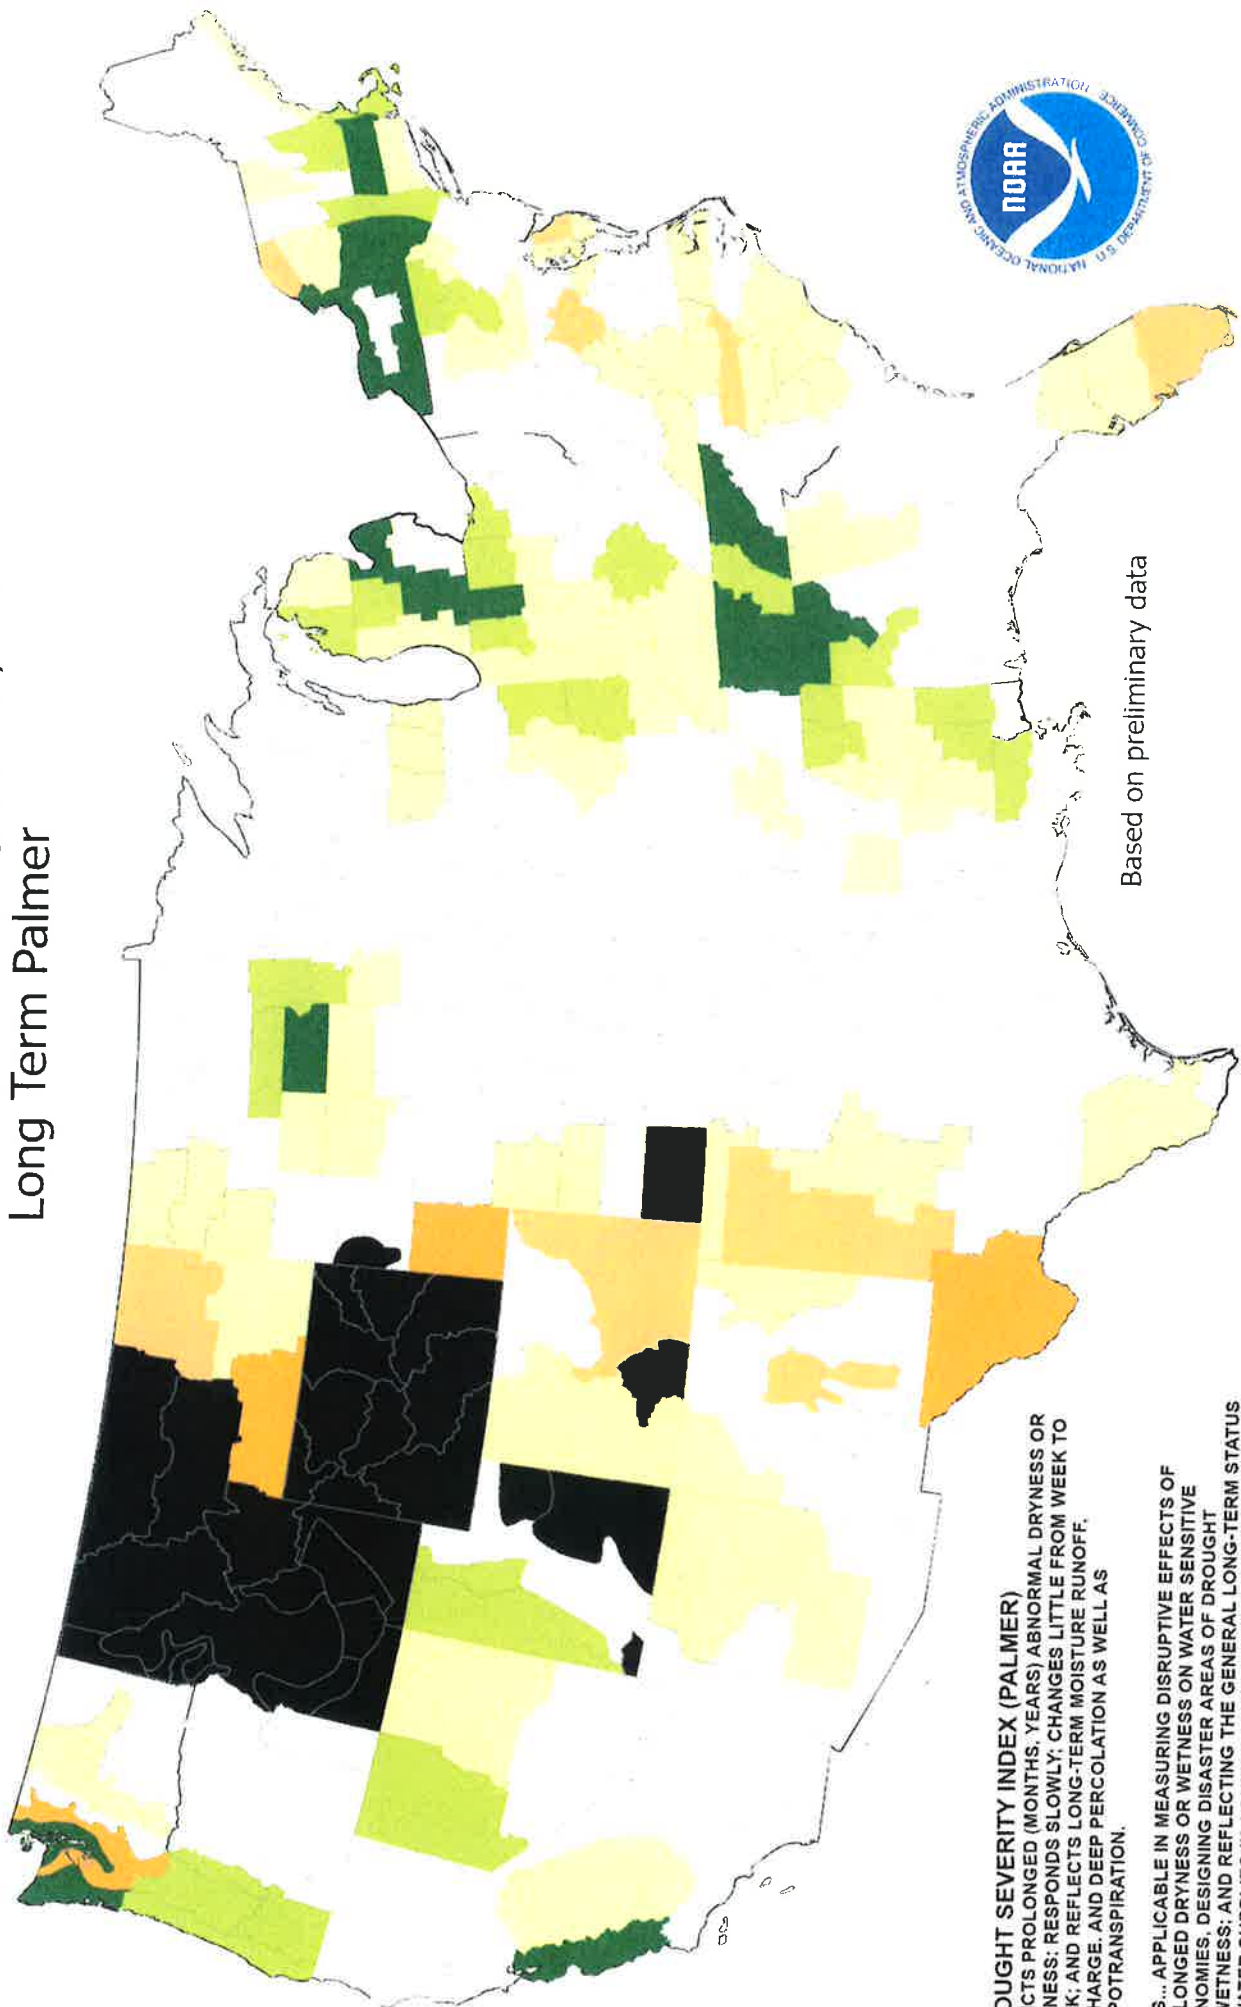 Long Term Palmer
NATIONAL OCEANIC AND ATMOSPHERIC ADMINISTRATION
U.S. DEPARTMENT OF COMMERCE
NOAA
Based on preliminary data
OUGHT SEVERITY INDEX (PALMER)
CTS PROLONGED (MONTHS, YEARS) ABNORMAL DRYNESS OR
NESS; RESPONDS SLOWLY; CHANGES LITTLE FROM WEEK TO
K; AND REFLECTS LONG-TERM MOISTURE RUNOFF,
HARGE, AND DEEP PERCOLATION AS WELL AS
POTRANSPIRATION.
S... APPLICABLE IN MEASURING DISRUPTIVE EFFECTS OF
LONGED DRYNESS OR WETNESS ON WATER SENSITIVE
NOMIES, DESIGNING DISASTER AREAS OF DROUGHT
WETNESS; AND REFLECTING THE GENERAL LONG-TERM STATUS